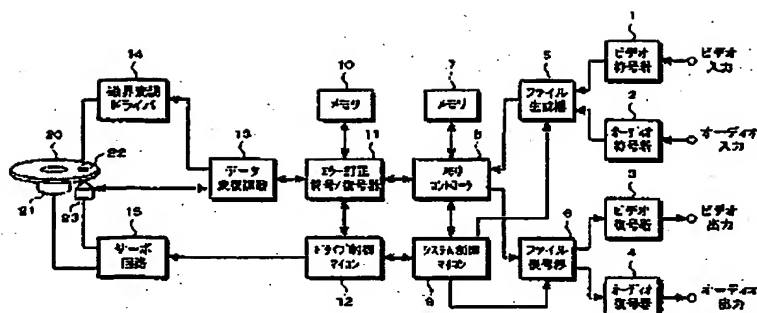 1
ビデオ
符号器
ビデオ
入力
2
オーディオ
符号器
オーディオ
入力
3
ビデオ
復号器
ビデオ
出力
4
オーディオ
復号器
オーディオ
出力
5
ファイル
生成器
6
ファイル
復号器
7
メモリ
8
メモリ
コントローラ
9
システム制御
マイコン
10
メモリ
11
エラー訂正
符号/復号器
12
ドライブ制御
マイコン
13
データ
変復調器
14
磁界変調
ドライバ
15
サーボ
回路
20
21
22
23